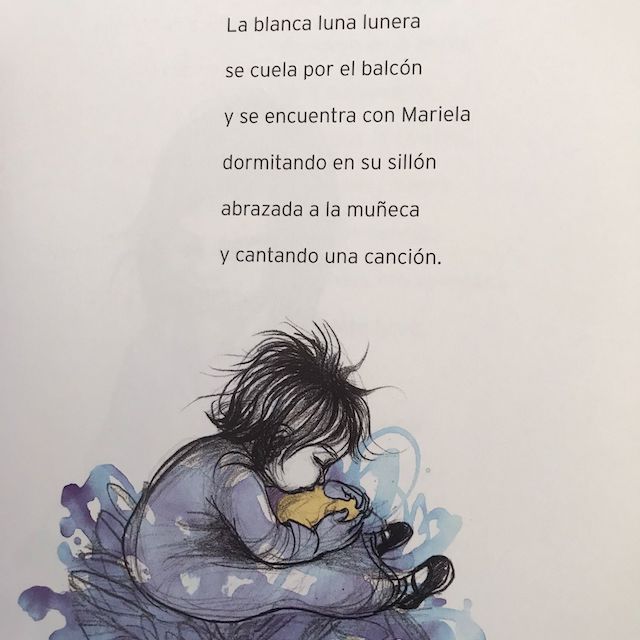 La blanca luna lunera
se cuela por el balcón
y se encuentra con Mariela
dormitando en su sillón
abrazada a la muñeca
y cantando una canción.